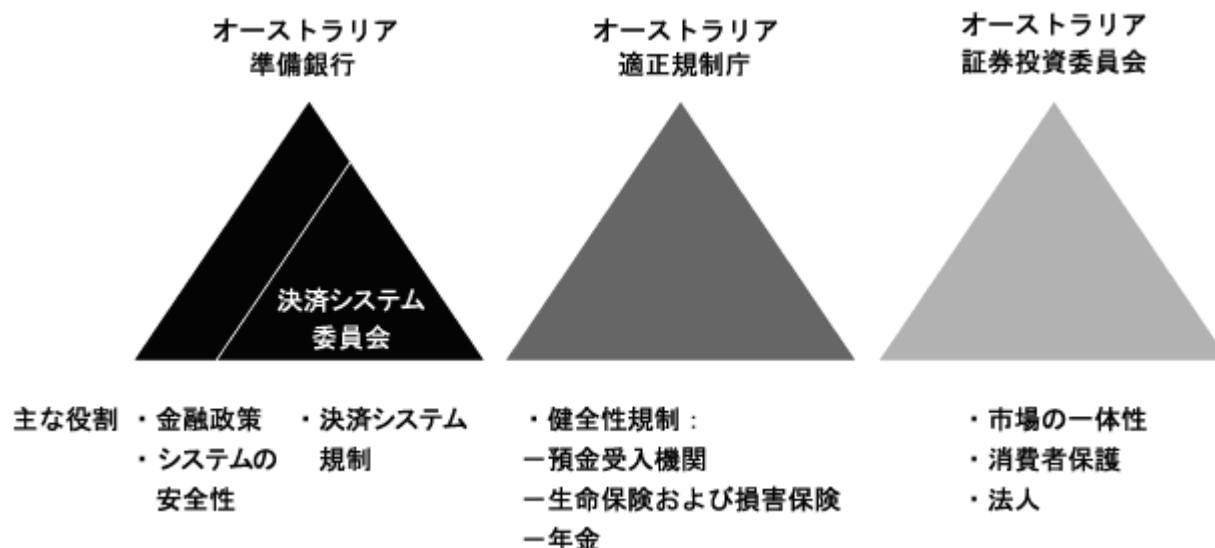 オーストラリア
準備銀行
オーストラリア
適正規制庁
オーストラリア
証券投資委員会
決済システム
委員会
主な役割
・金融政策
・システムの
安全性
・決済システム
規制
・健全性規制：
－預金受入機関
－生命保険および損害保険
－年金
・市場の一体性
・消費者保護
・法人